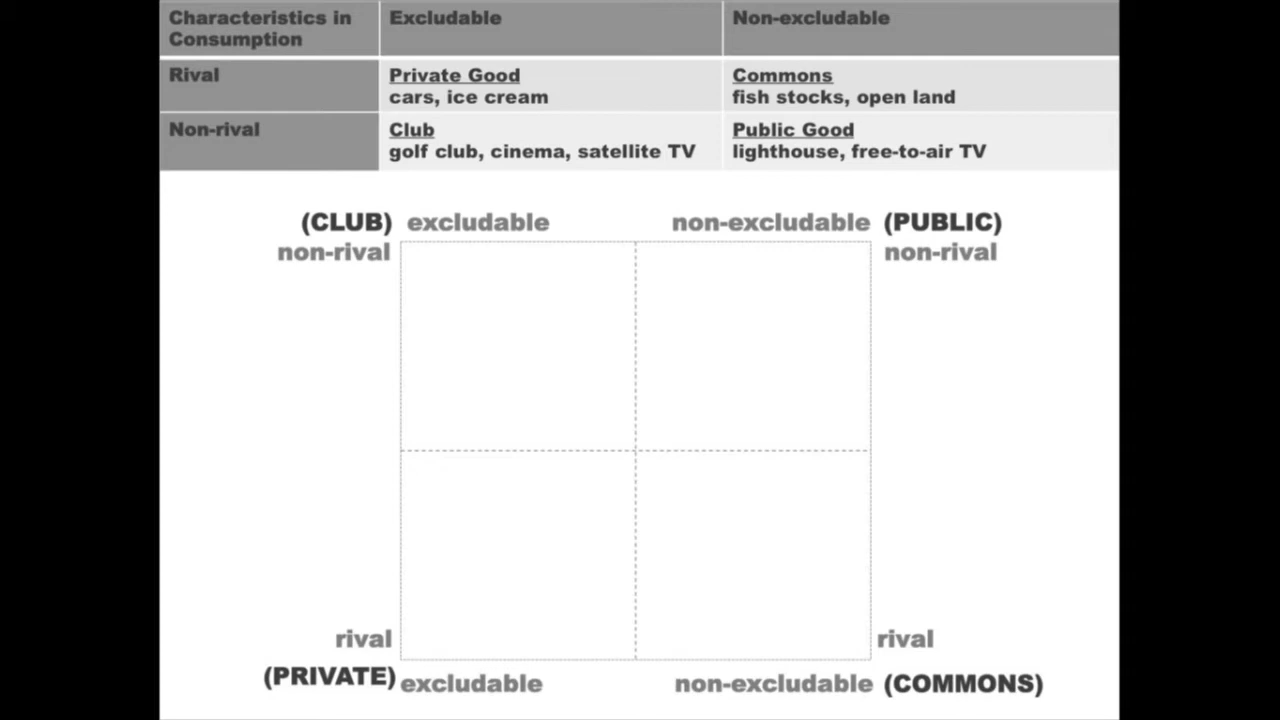 Characteristics in Consumption
Excludable
Non-excludable
Rival
Private Good
cars, ice cream
Commons
fish stocks, open land
Non-rival
Club
golf club, cinema, satellite TV
Public Good
lighthouse, free-to-air TV
(CLUB) excludable non-excludable (PUBLIC)
non-rival non-rival
rival rival
(PRIVATE) excludable non-excludable (COMMONS)